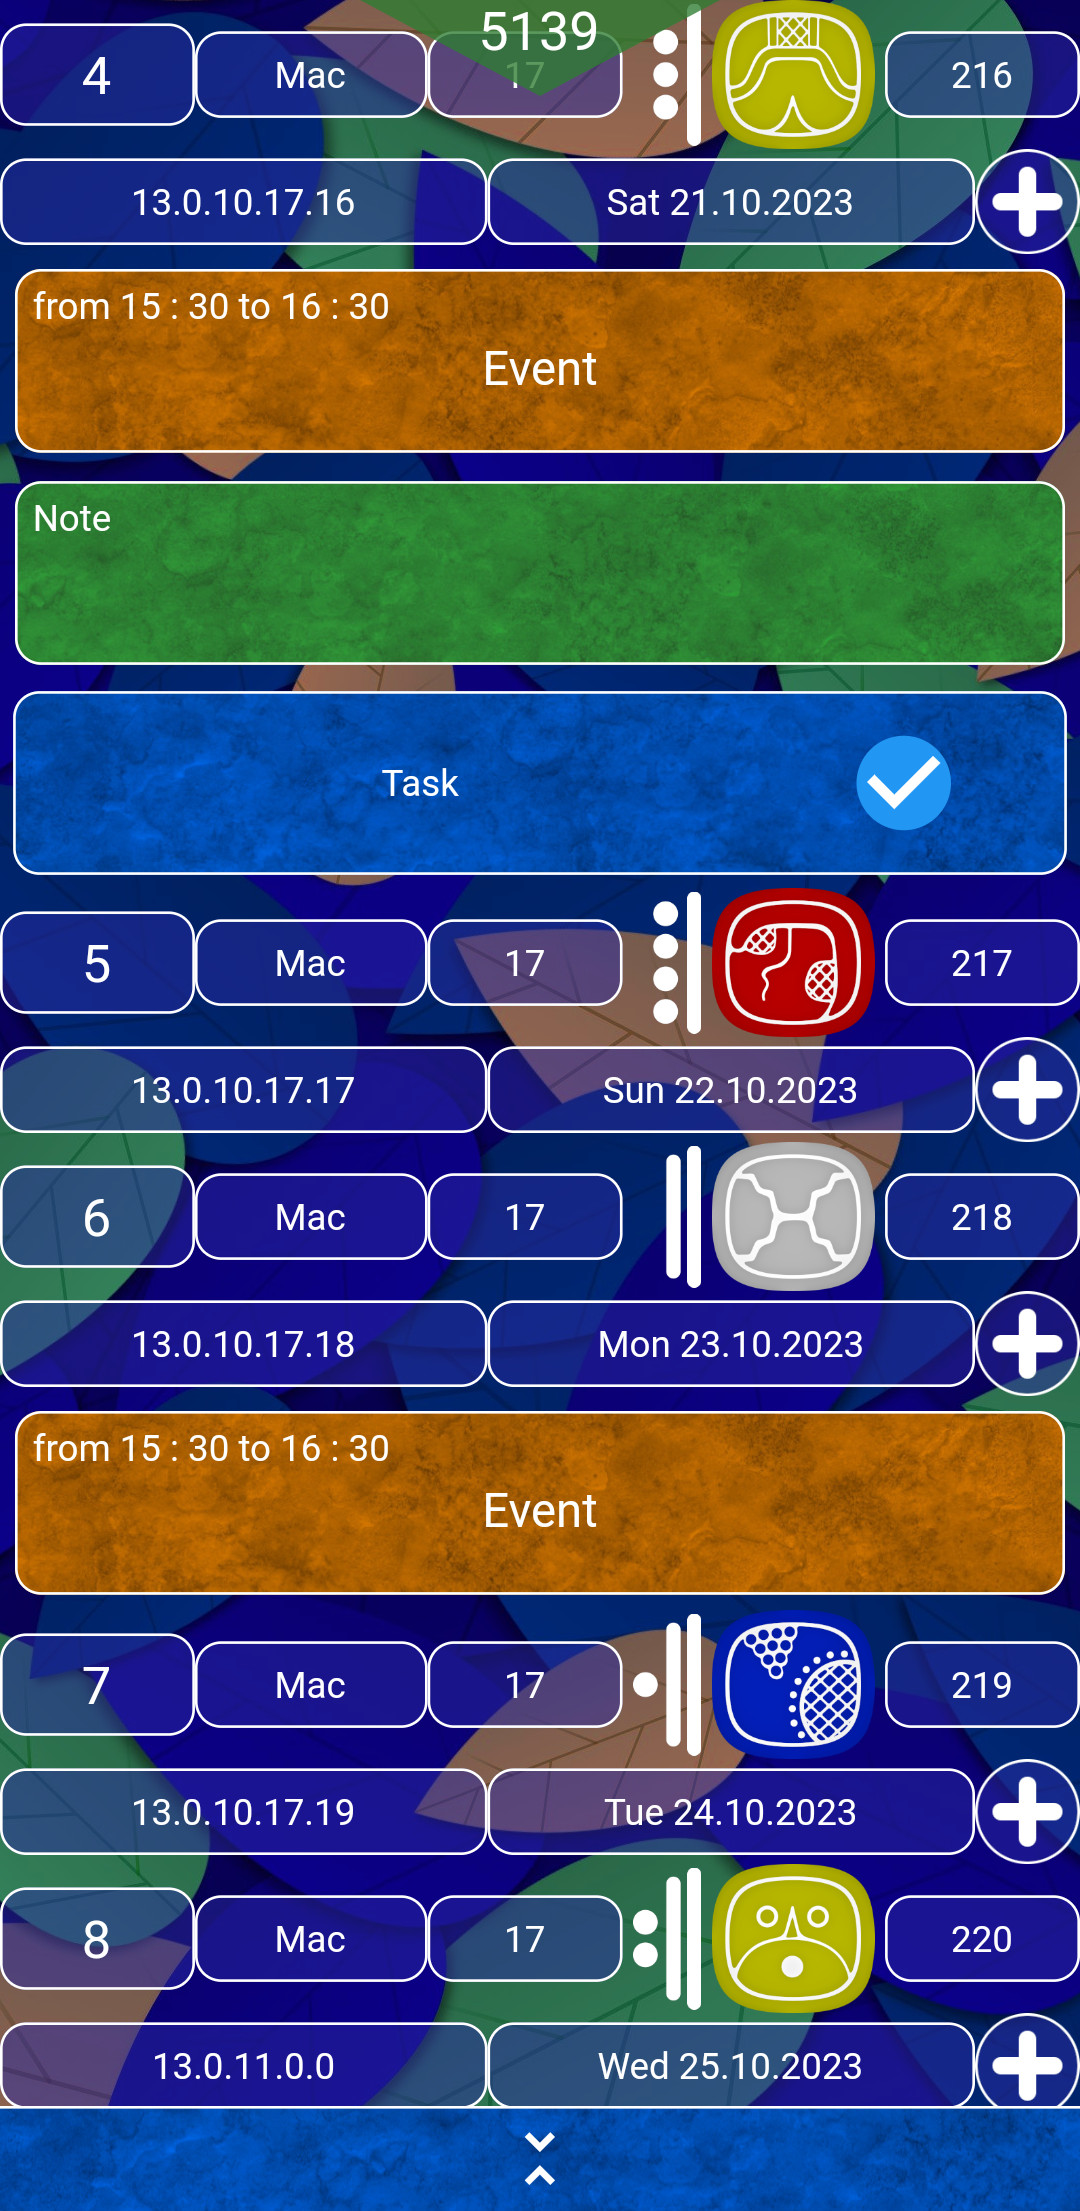 5139
4 Mac 17 216
13.0.10.17.16 Sat 21.10.2023
from 15 : 30 to 16 : 30
Event
Note
Task
5 Mac 17 217
13.0.10.17.17 Sun 22.10.2023
6 Mac 17 218
13.0.10.17.18 Mon 23.10.2023
from 15 : 30 to 16 : 30
Event
7 Mac 17 219
13.0.10.17.19 Tue 24.10.2023
8 Mac 17 220
13.0.11.0.0 Wed 25.10.2023